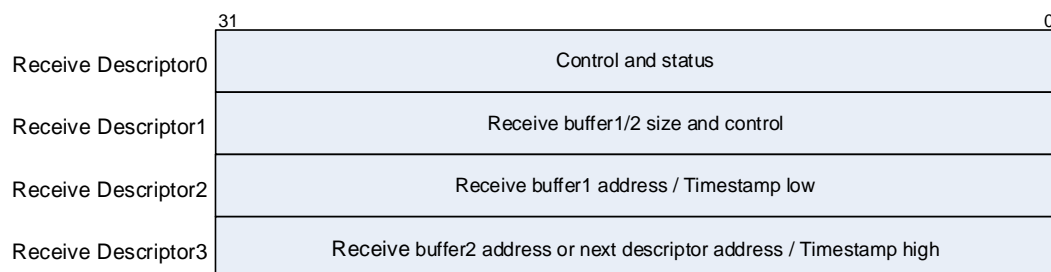 31 0
Receive Descriptor0 Control and status
Receive Descriptor1 Receive buffer1/2 size and control
Receive Descriptor2 Receive buffer1 address / Timestamp low
Receive Descriptor3 Receive buffer2 address or next descriptor address / Timestamp high